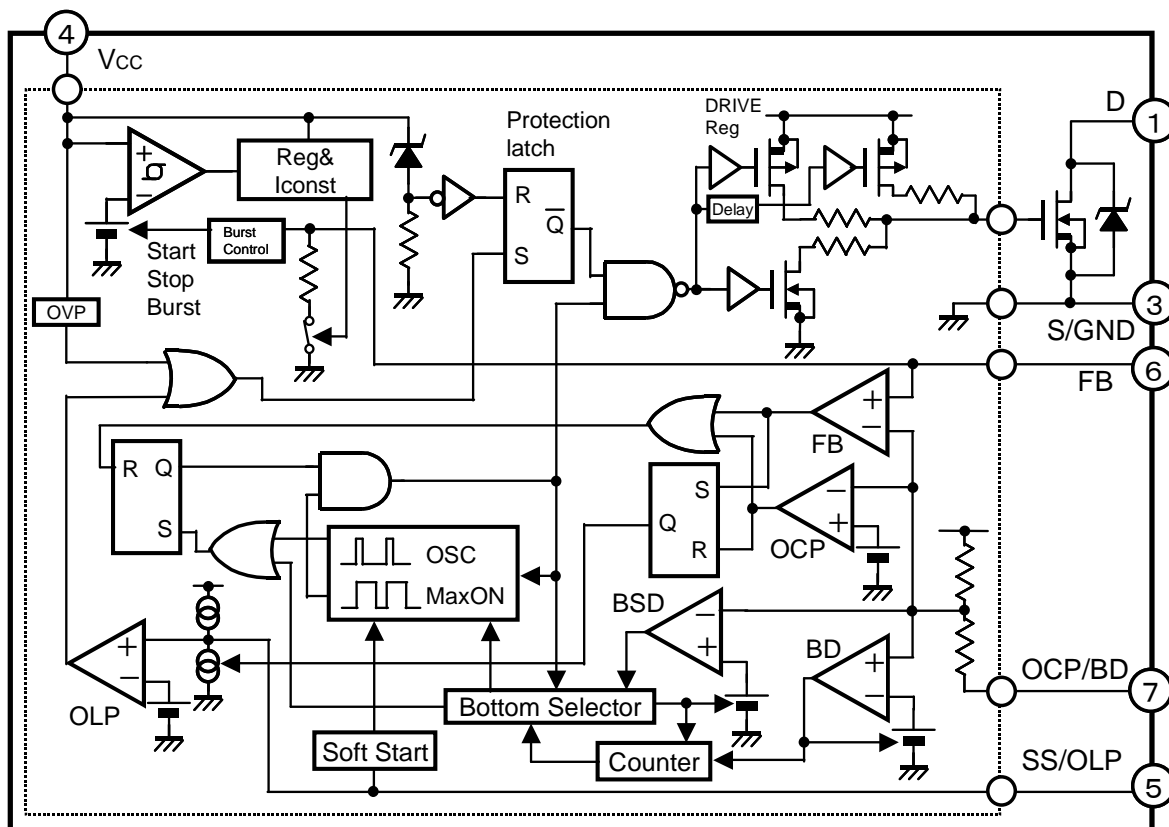 4
VCC
D
1
DRIVE
Reg
Protection
latch
+
−
Reg&
Iconst
R
Q
S
Delay
Burst
Control
Start
Stop
Burst
OVP
3
S/GND
6
FB
+
−
FB
R
Q
S
S
Q
R
−
+
OCP
OSC
MaxON
BSD
−
+
BD
+
−
+
−
OLP
OCP/BD
7
Bottom Selector
Soft Start
Counter
SS/OLP
5